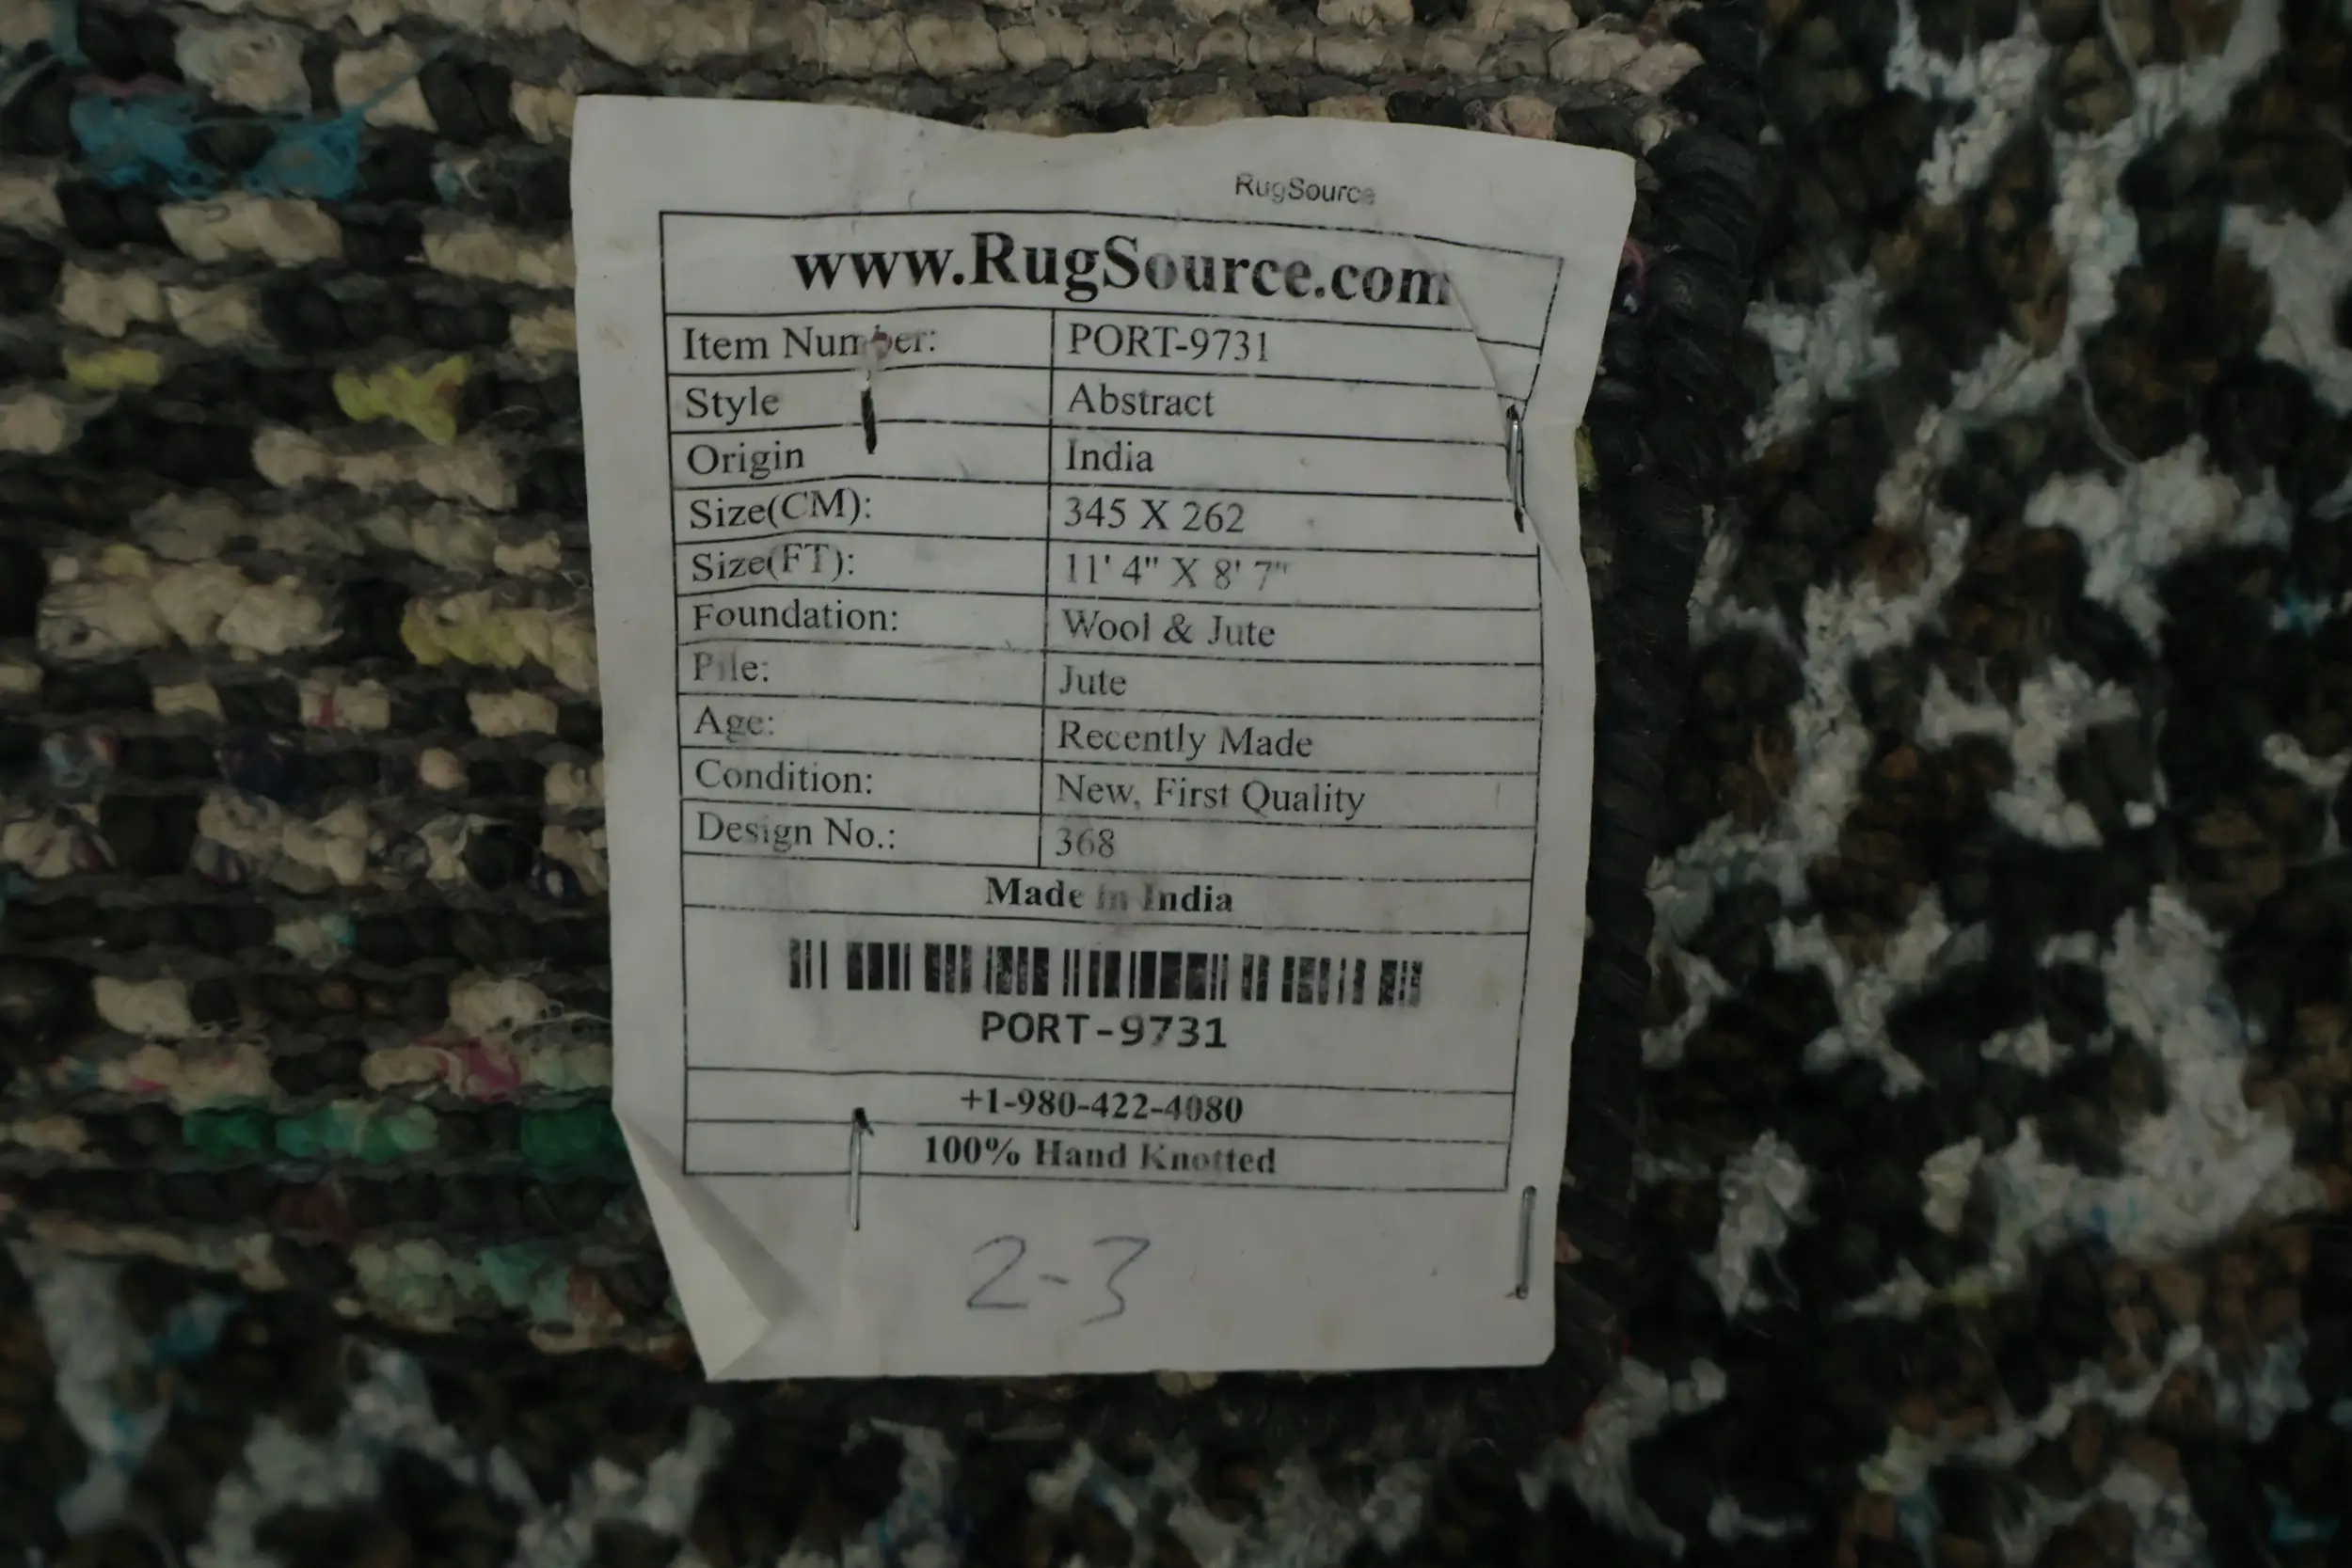 RugSource
www.RugSource.com
Item Number: PORT-9731
Style Abstract
Origin India
Size(CM): 345 X 262
Size(FT): 11' 4" X 8' 7"
Foundation: Wool & Jute
Pile: Jute
Age: Recently Made
Condition: New, First Quality
Design No.: 368
Made in India
PORT-9731
+1-980-422-4080
100% Hand Knotted
2-3